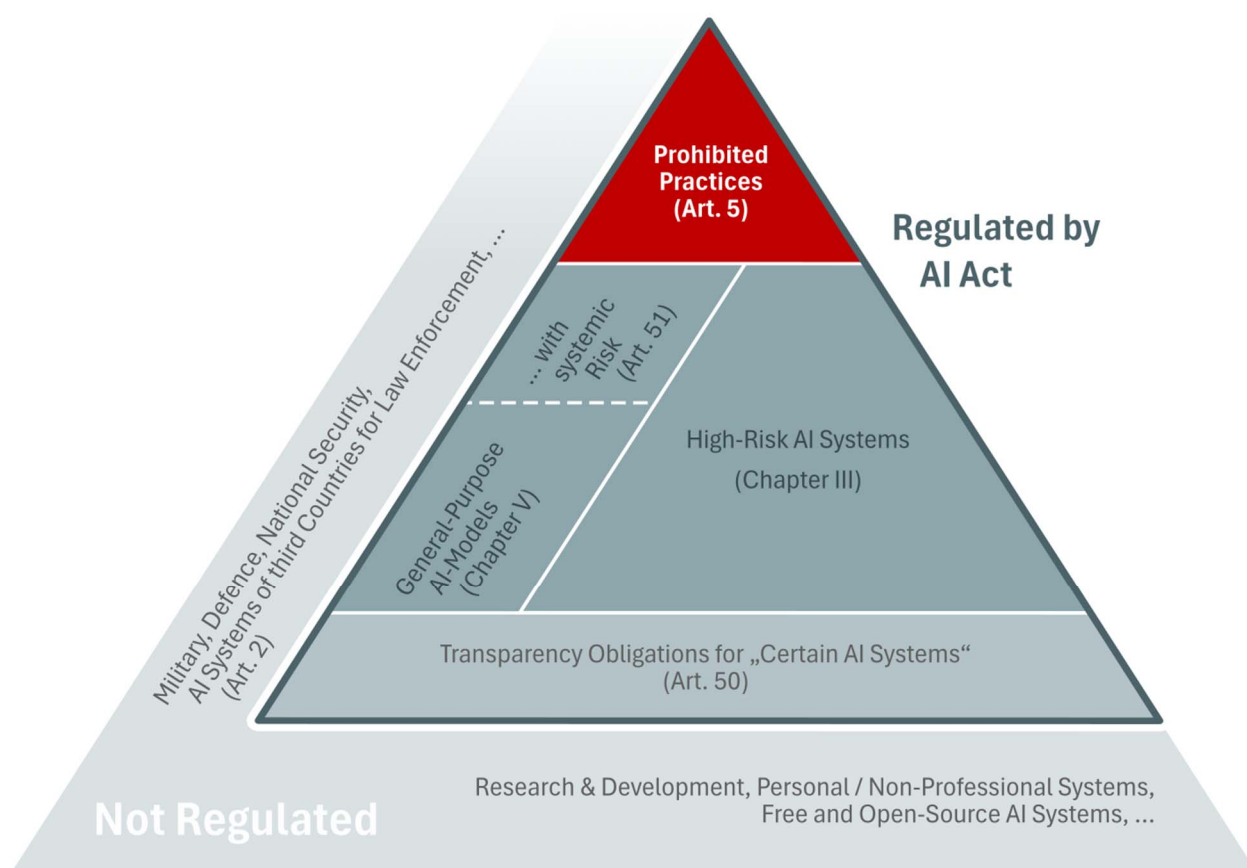 Prohibited
Practices
(Art. 5)
Regulated by
AI Act
... with
systemic
Risk
(Art. 51)
General-Purpose
AI-Models
(Chapter V)
High-Risk AI Systems
(Chapter III)
Transparency Obligations for „Certain AI Systems“
(Art. 50)
Military, Defence, National Security,
AI Systems of third Countries for Law Enforcement, ...
(Art. 2)
Research & Development, Personal / Non-Professional Systems,
Free and Open-Source AI Systems, ...
Not Regulated